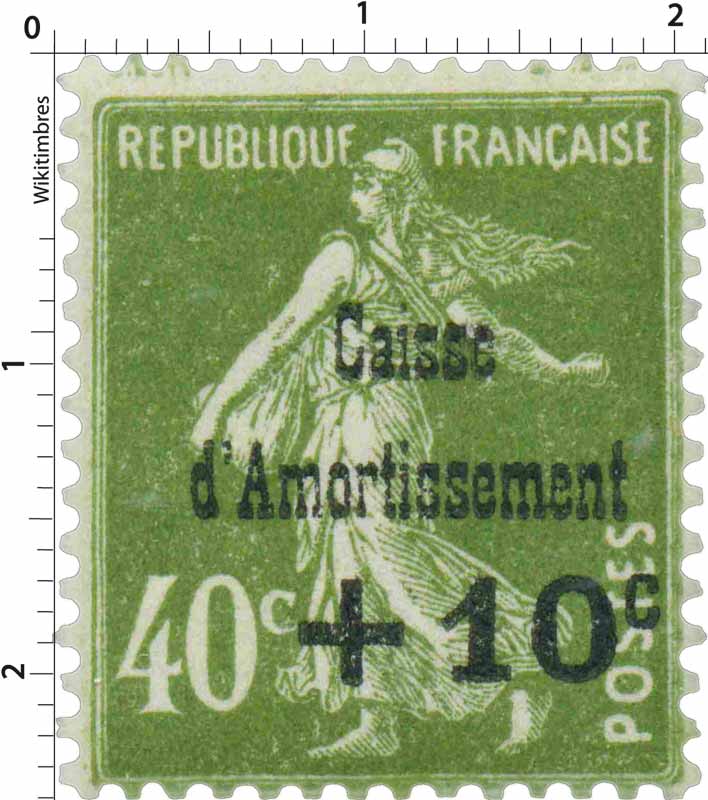 0 1 2
Wikitimbres
REPUBLIQUE FRANÇAISE
1
Caisse
d'Amortissement
40c + 10c
POSTES
2